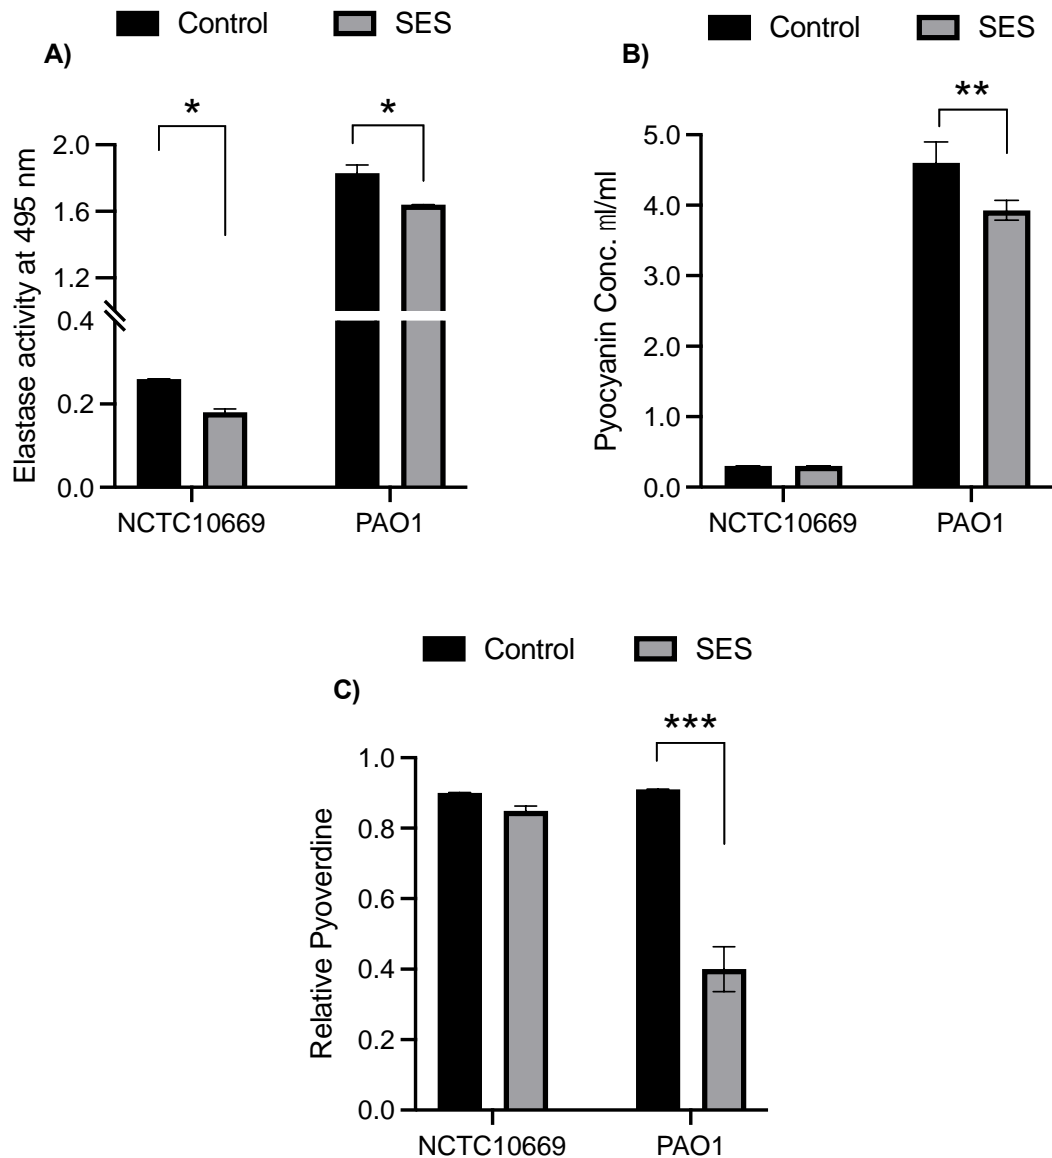 Control SES
A)
* *
Elastase activity at 495 nm
2.0
1.6
1.2
0.4
0.2
0.0
NCTC10669 PAO1
Control SES
B)
**
Pyocyanin Conc. ml/ml
5.0
4.0
3.0
2.0
1.0
0.0
NCTC10669 PAO1
Control SES
C)
***
Relative Pyoverdine
1.0
0.8
0.6
0.4
0.2
0.0
NCTC10669 PAO1